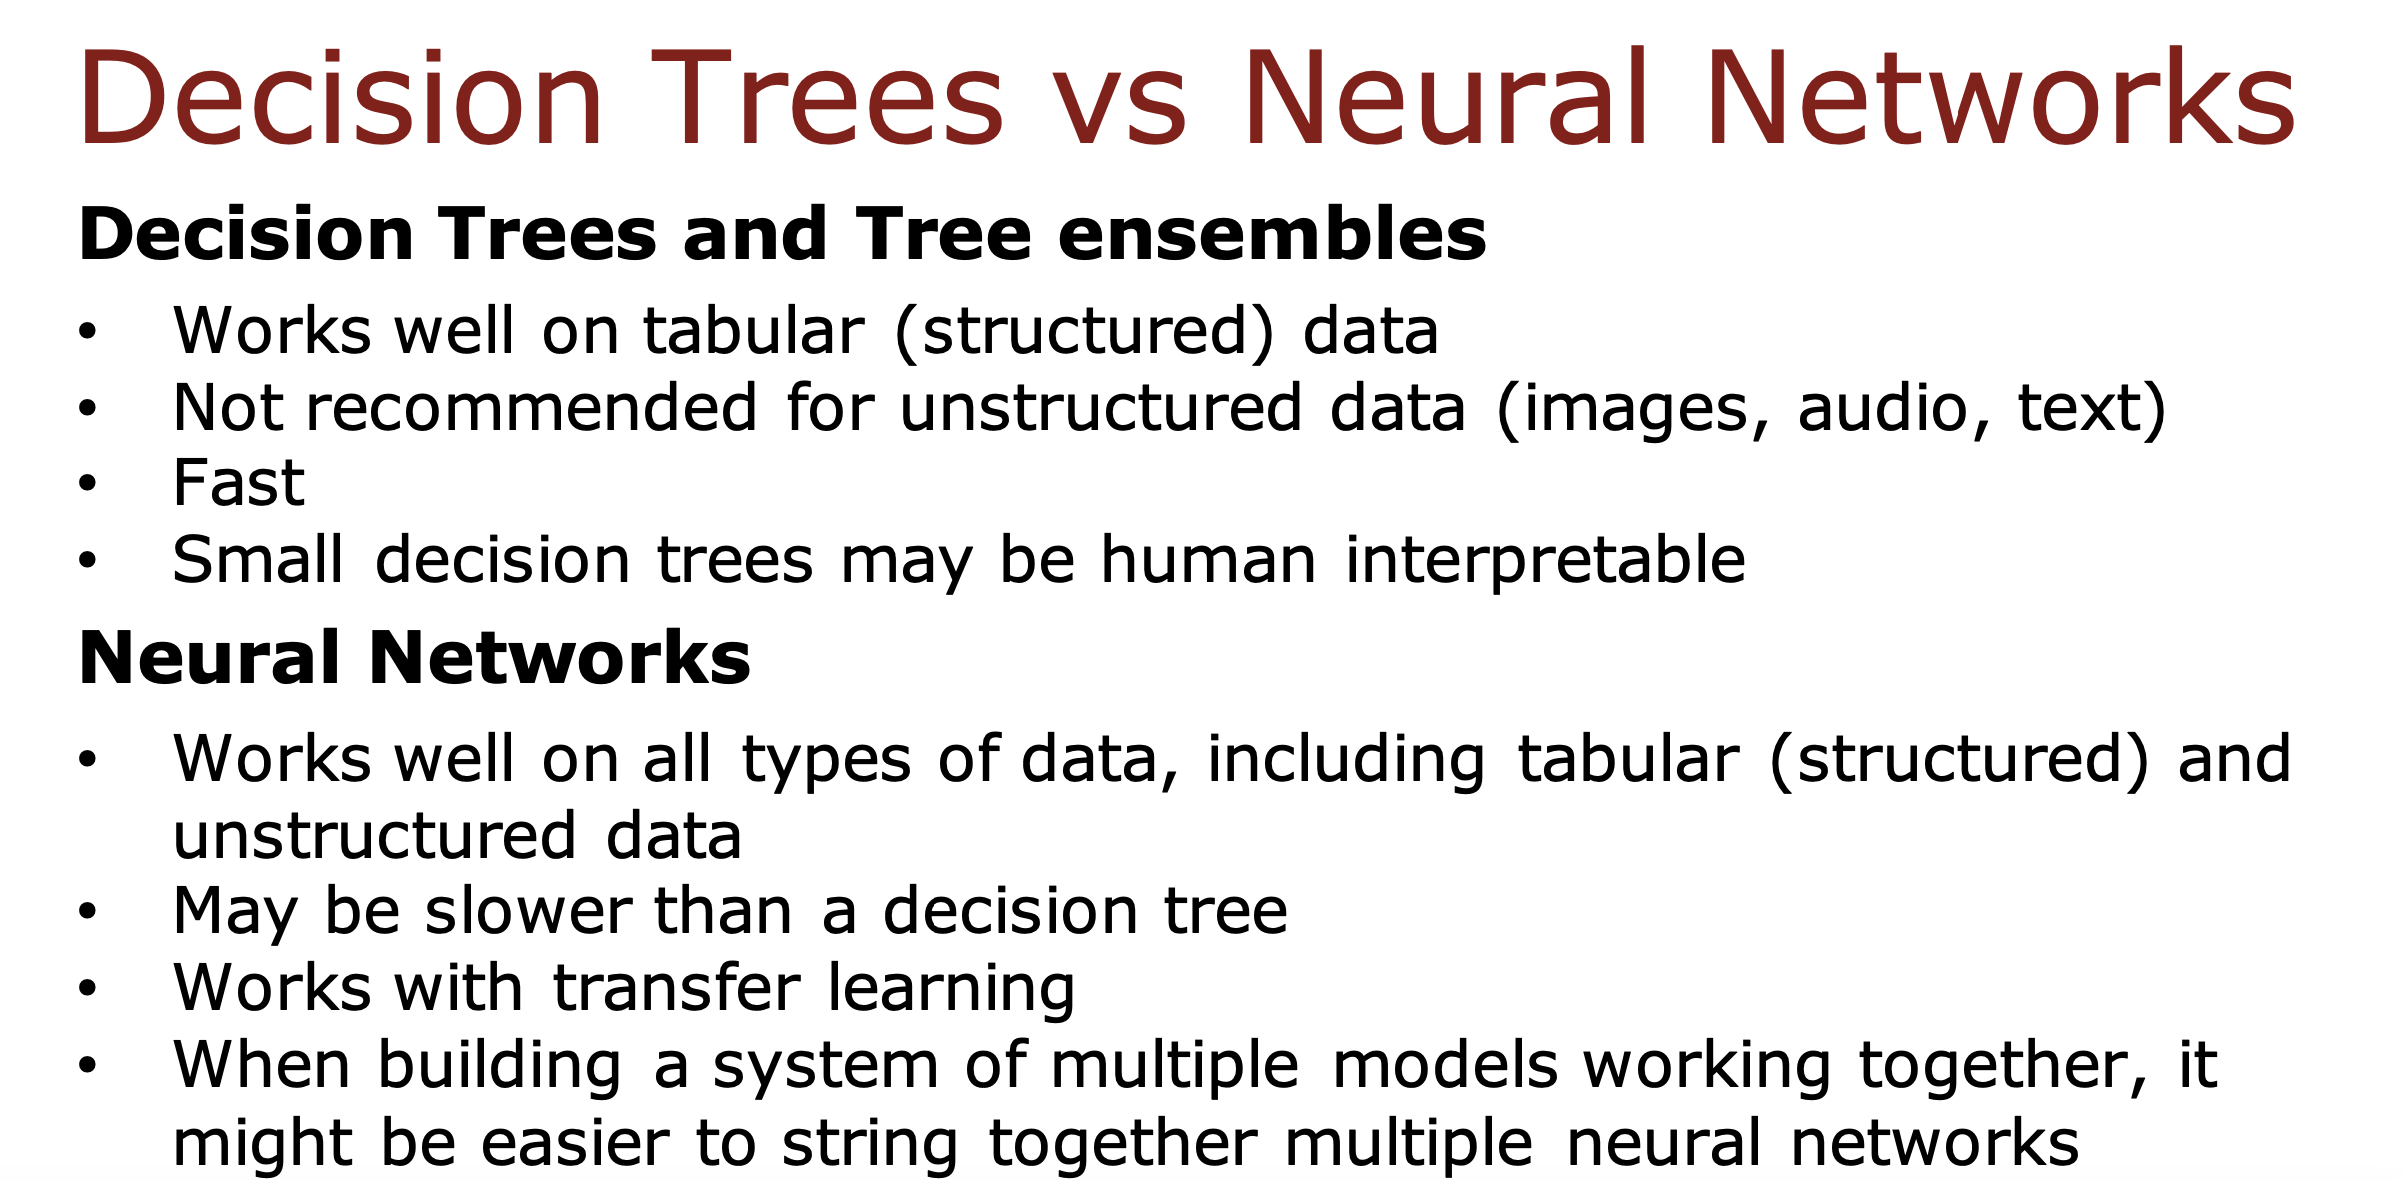 Decision Trees vs Neural Networks
Decision Trees and Tree ensembles
• Works well on tabular (structured) data
• Not recommended for unstructured data (images, audio, text)
• Fast
• Small decision trees may be human interpretable
Neural Networks
• Works well on all types of data, including tabular (structured) and
unstructured data
• May be slower than a decision tree
• Works with transfer learning
• When building a system of multiple models working together, it
might be easier to string together multiple neural networks